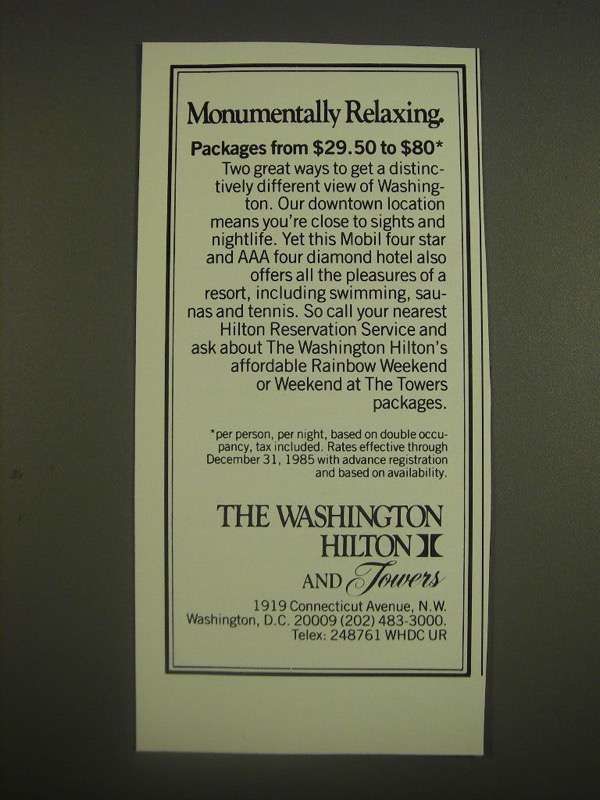 Monumentally Relaxing.
Packages from $29.50 to $80*
Two great ways to get a distinc-
tively different view of Washing-
ton. Our downtown location
means you're close to sights and
nightlife. Yet this Mobil four star
and AAA four diamond hotel also
offers all the pleasures of a
resort, including swimming, sau-
nas and tennis. So call your nearest
Hilton Reservation Service and
ask about The Washington Hilton's
affordable Rainbow Weekend
or Weekend at The Towers
packages.
*per person, per night, based on double occu-
pancy, tax included. Rates effective through
December 31, 1985 with advance registration
and based on availability.
THE WASHINGTON
HILTON
AND Towers
1919 Connecticut Avenue, N.W.
Washington, D.C. 20009 (202) 483-3000.
Telex: 248761 WHDC UR